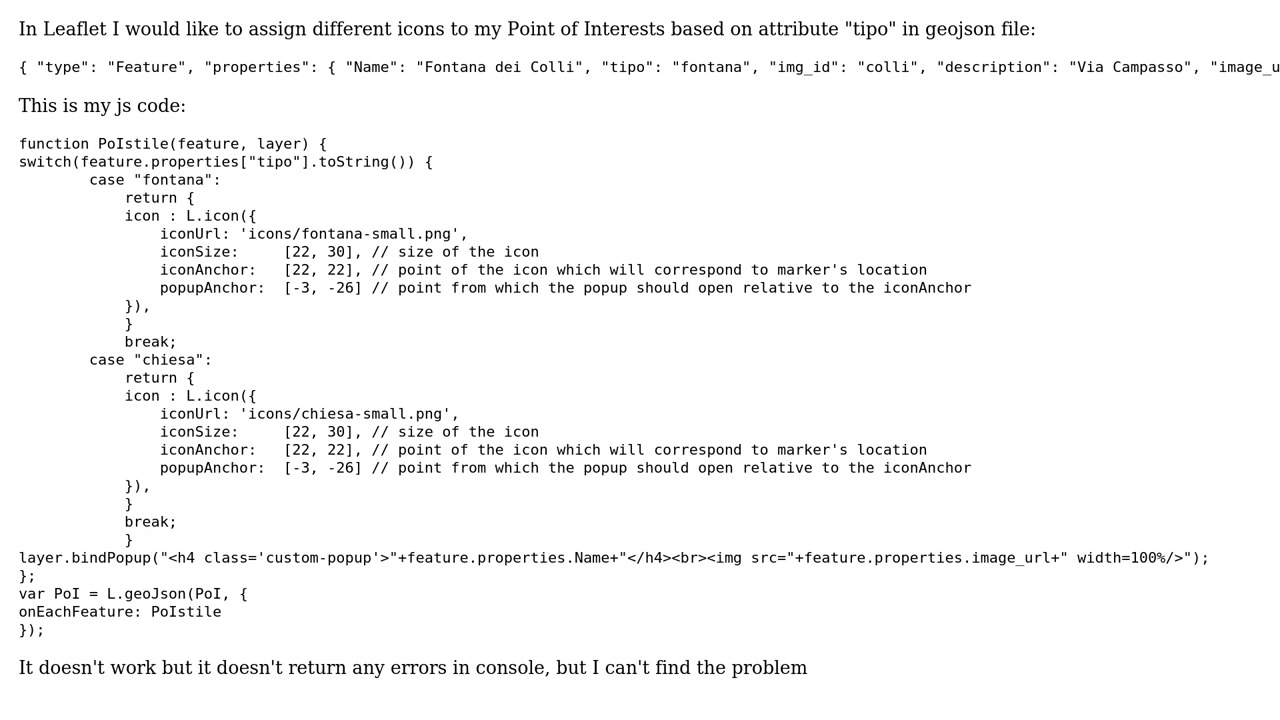 In Leaflet I would like to assign different icons to my Point of Interests based on attribute "tipo" in geojson file:
{ "type": "Feature", "properties": { "Name": "Fontana dei Colli", "tipo": "fontana", "img_id": "colli", "description": "Via Campasso", "image_u
This is my js code:
function PoIstile(feature, layer) {
switch(feature.properties["tipo"].toString()) {
        case "fontana":
            return {
            icon : L.icon({
                iconUrl: 'icons/fontana-small.png',
                iconSize:     [22, 30], // size of the icon
                iconAnchor:   [22, 22], // point of the icon which will correspond to marker's location
                popupAnchor:  [-3, -26] // point from which the popup should open relative to the iconAnchor
            }),
            }
            break;
        case "chiesa":
            return {
            icon : L.icon({
                iconUrl: 'icons/chiesa-small.png',
                iconSize:     [22, 30], // size of the icon
                iconAnchor:   [22, 22], // point of the icon which will correspond to marker's location
                popupAnchor:  [-3, -26] // point from which the popup should open relative to the iconAnchor
            }),
            }
            break;
            }
layer.bindPopup("<h4 class='custom-popup'>"+feature.properties.Name+"</h4><br><img src="+feature.properties.image_url+" width=100%/>");
};
var PoI = L.geoJson(PoI, {
onEachFeature: PoIstile
});
It doesn't work but it doesn't return any errors in console, but I can't find the problem